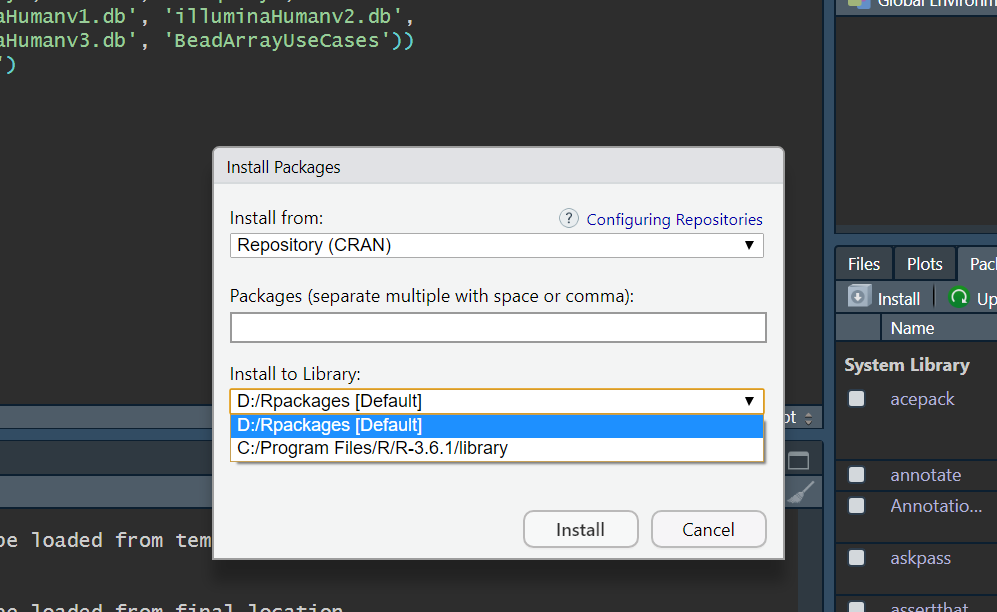 aHumanv1.db', 'illuminaHumanv2.db',
aHumanv3.db', 'BeadArrayUseCases'))
')
Global Environm
Install Packages
Install from:
? Configuring Repositories
Repository (CRAN)
Packages (separate multiple with space or comma):
Install to Library:
D:/Rpackages [Default]
D:/Rpackages [Default]
C:/Program Files/R/R-3.6.1/library
Install
Cancel
Files
Plots
Pac
Install
Up
Name
System Library
acepack
annotate
Annotatio...
askpass
assertthat
pt
be loaded from tem
be loaded from final location